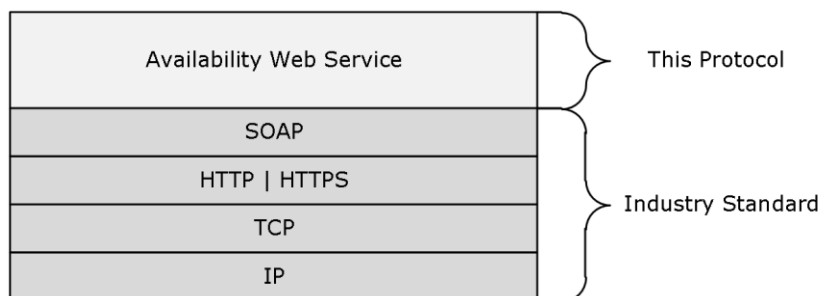 Availability Web Service
This Protocol
SOAP
HTTP | HTTPS
Industry Standard
TCP
IP